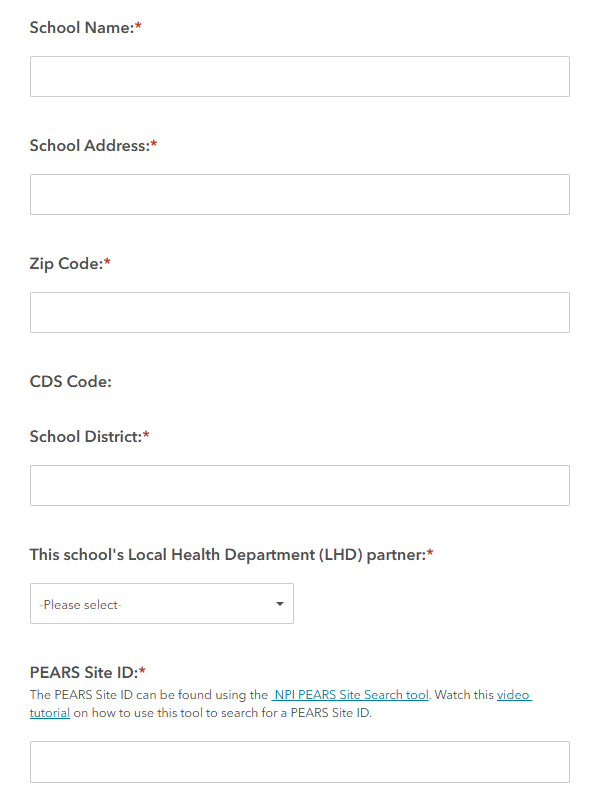 School Name:*
School Address:*
Zip Code:*
CDS Code:
School District:*
This school's Local Health Department (LHD) partner:*
-Please select-
PEARS Site ID:*
The PEARS Site ID can be found using the NPI PEARS Site Search tool. Watch this video
tutorial on how to use this tool to search for a PEARS Site ID.